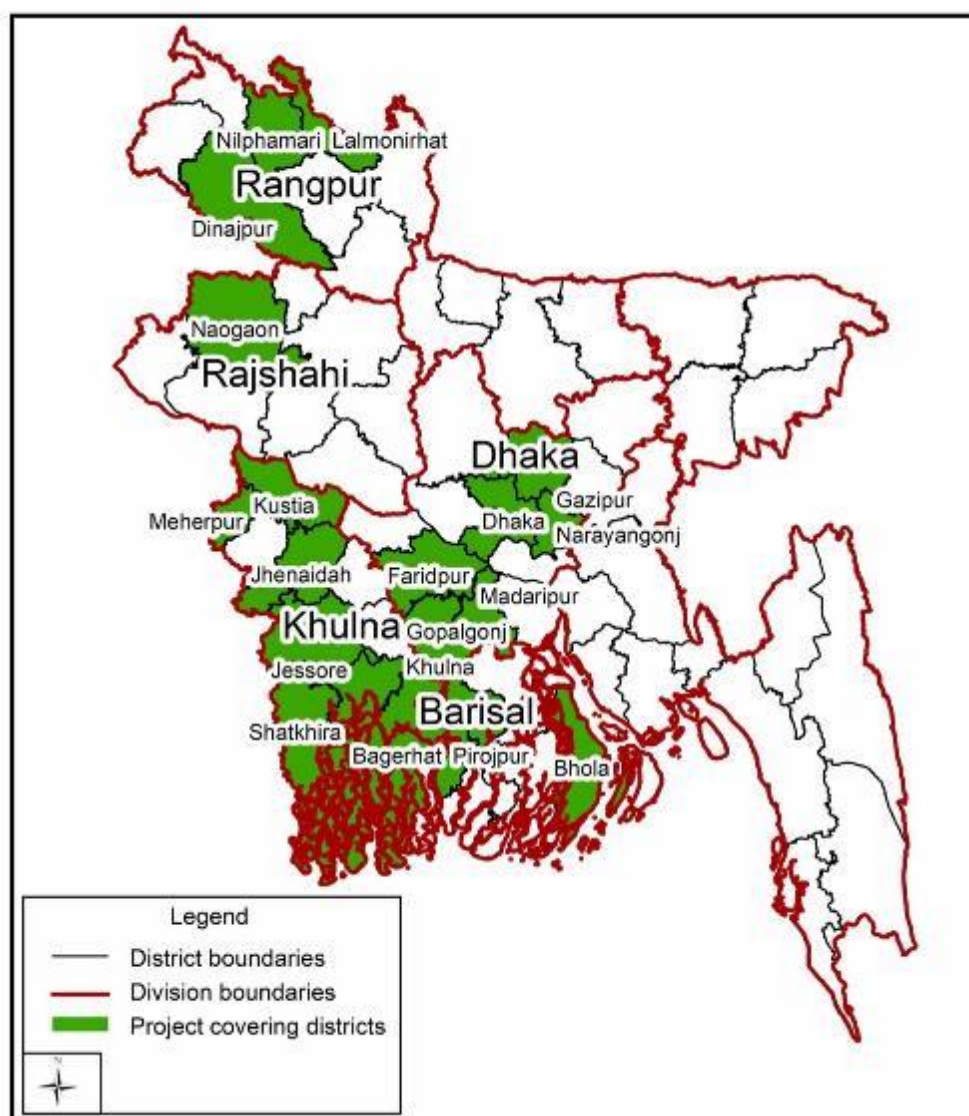 Nilphamari
Lalmonirhat
Rangpur
Dinajpur
Naogaon
Rajshahi
Dhaka
Gazipur
Kustia
Meherpur
Dhaka
Narayangonj
Jhenaidah
Faridpur
Madaripur
Khulna
Gopalgonj
Jessore
Khulna
Barisal
Shatkhira
Bagerhat
Pirojpur
Bhola
Legend
District boundaries
Division boundaries
Project covering districts
N